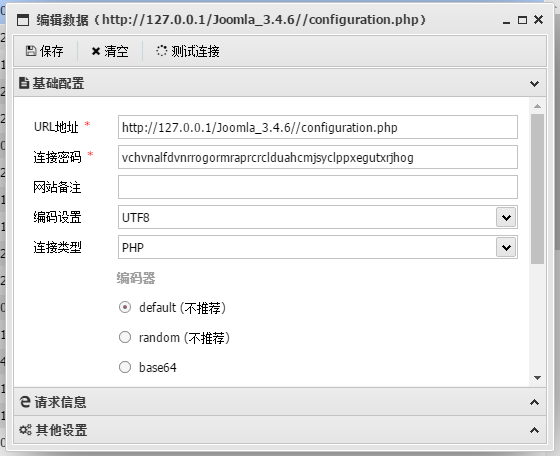 编辑数据（http://127.0.0.1/Joomla_3.4.6//configuration.php）
保存 清空 测试连接
基础配置
URL地址 * http://127.0.0.1/Joomla_3.4.6//configuration.php
连接密码 * vchvnalfdvnrrogormraprcrclduahcmjsyclppxegutxrjhog
网站备注
编码设置 UTF8
连接类型 PHP
编码器
default (不推荐)
random (不推荐)
base64
请求信息
其他设置